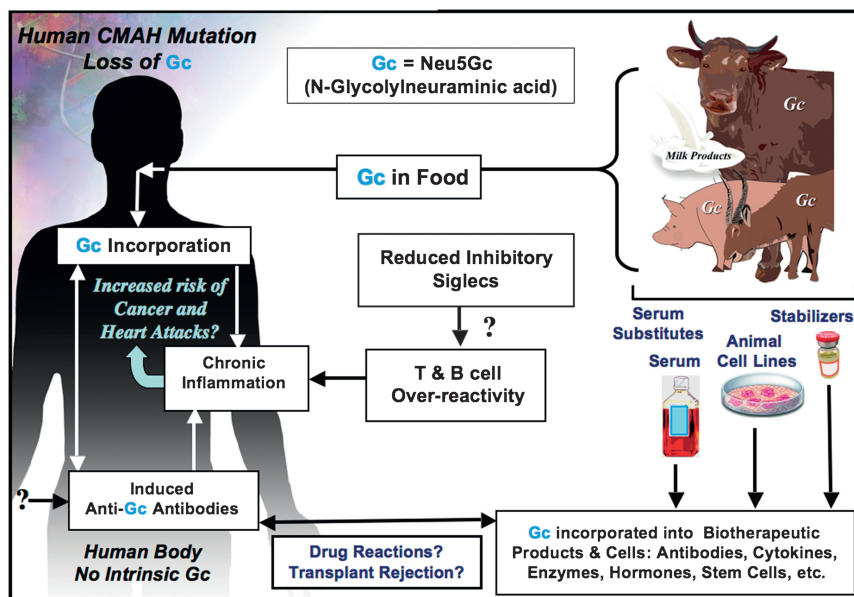 Human CMAH Mutation
Loss of Gc
Gc = Neu5Gc
(N-Glycolylneuraminic acid)
Gc
Milk Products
Gc
Gc
Gc in Food
Gc Incorporation
Increased risk of
Cancer and
Heart Attacks?
Reduced Inhibitory
Siglecs
?
Chronic
Inflammation
T & B cell
Over-reactivity
Serum
Substitutes
Stabilizers
Animal
Cell Lines
Serum
?
Induced
Anti-Gc Antibodies
Human Body
No Intrinsic Gc
Drug Reactions?
Transplant Rejection?
Gc incorporated into Biotherapeutic
Products & Cells: Antibodies, Cytokines,
Enzymes, Hormones, Stem Cells, etc.